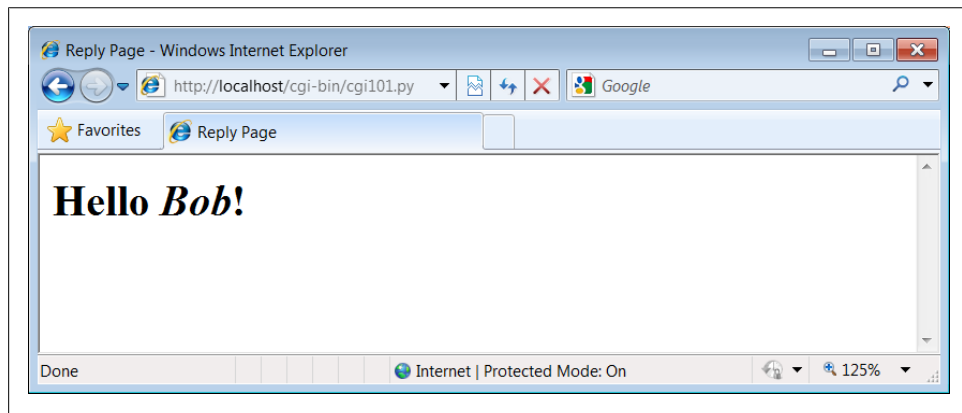 Reply Page - Windows Internet Explorer
http://localhost/cgi-bin/cgi101.py
Google
Favorites
Reply Page
Hello Bob!
Done
Internet | Protected Mode: On
125%